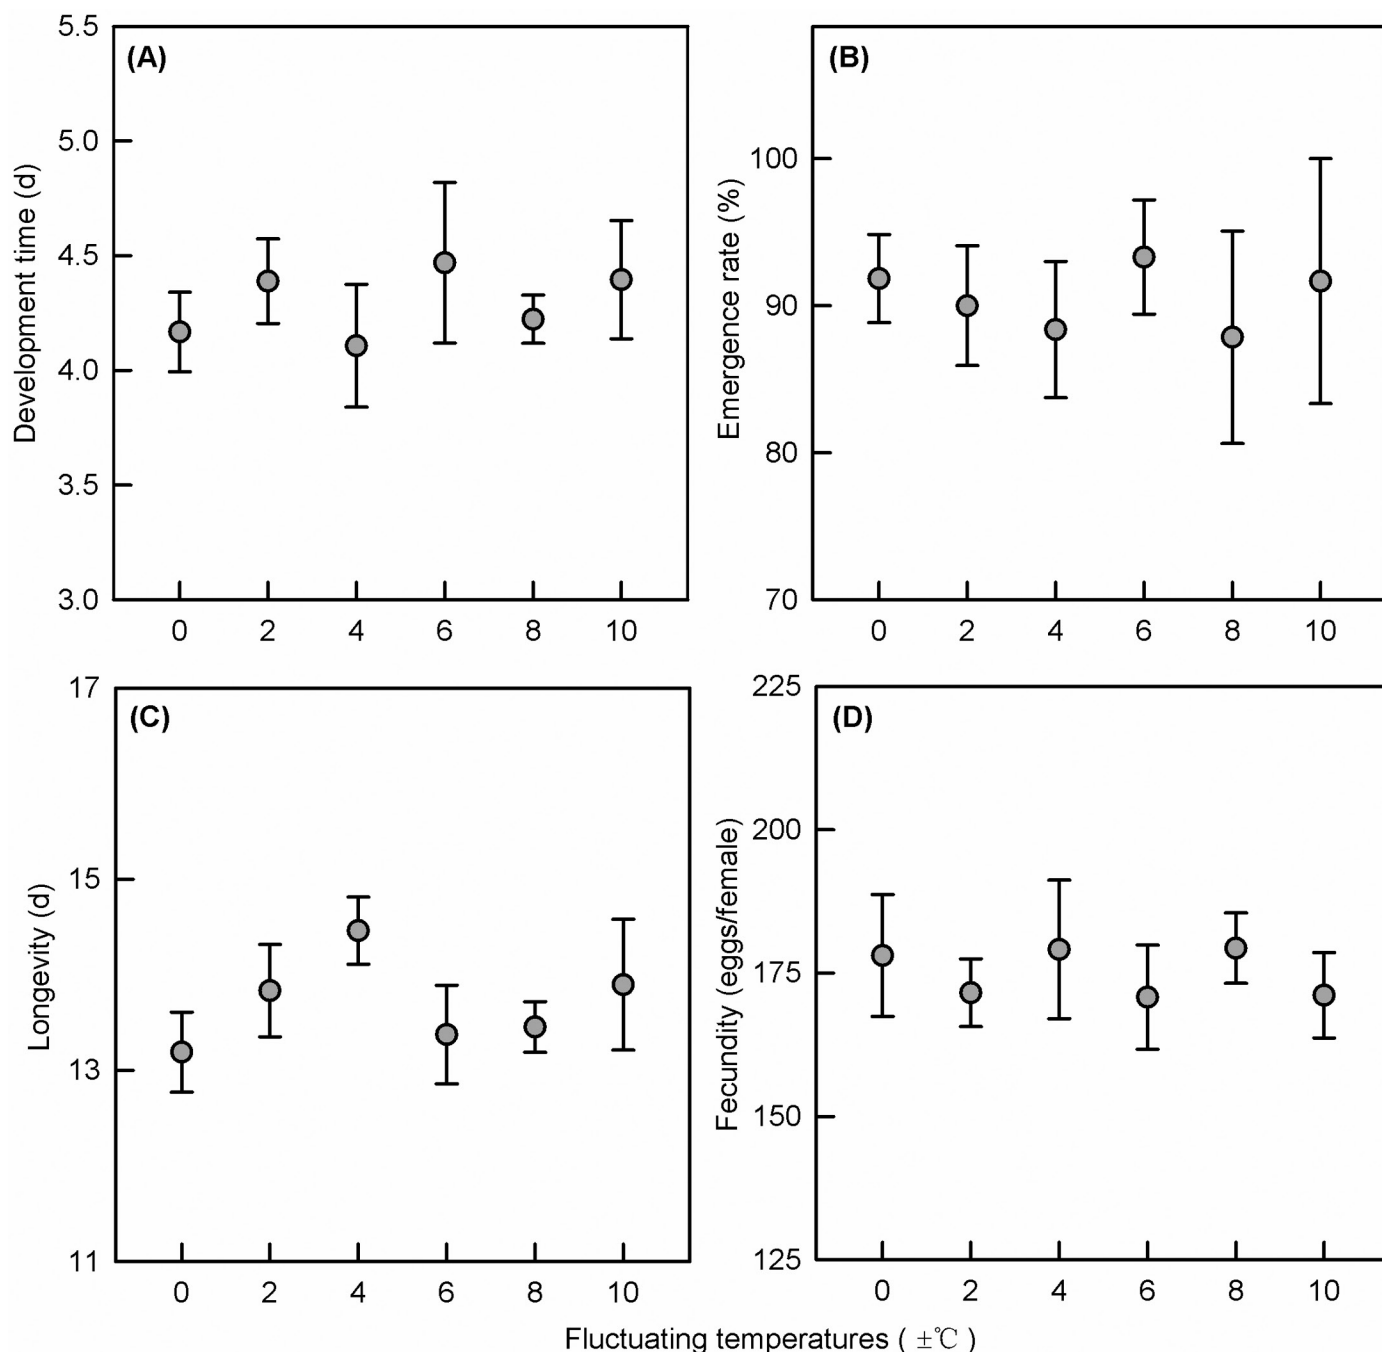 (A)
Development time (d)
5.5
5.0
4.5
4.0
3.5
3.0
0 2 4 6 8 10
(B)
Emergence rate (%)
100
90
80
70
0 2 4 6 8 10
(C)
Longevity (d)
17
15
13
11
0 2 4 6 8 10
(D)
Fecundity (eggs/female)
225
200
175
150
125
0 2 4 6 8 10
Fluctuating temperatures ( ±℃ )